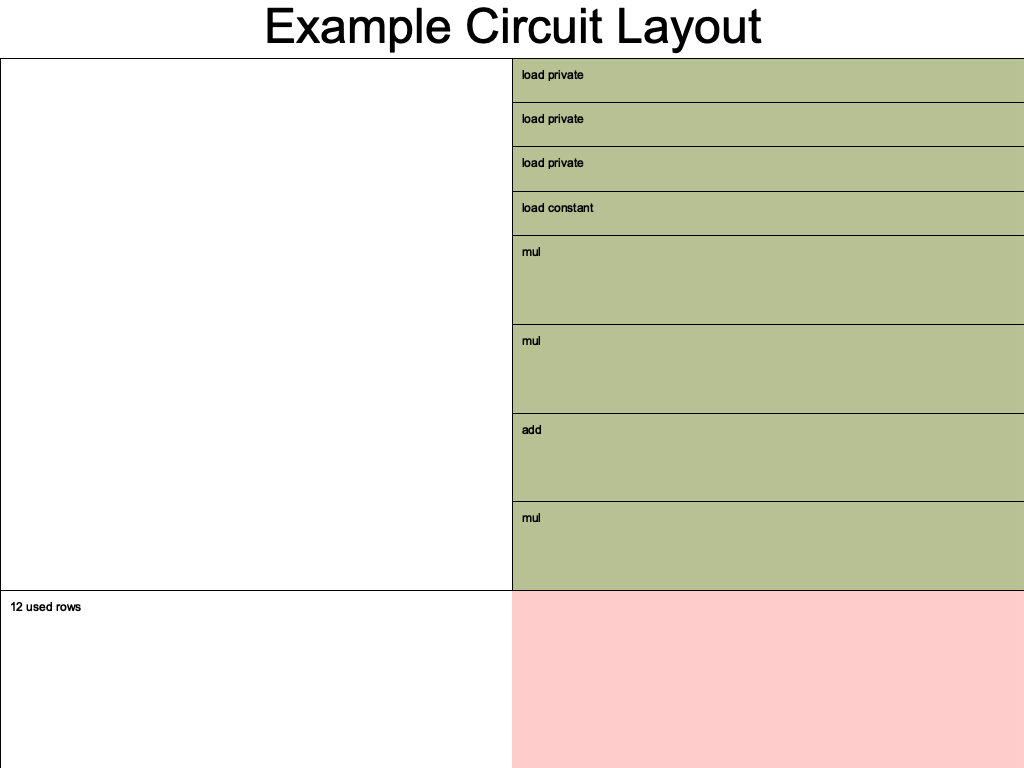 Example Circuit Layout
load private
load private
load private
load constant
mul
mul
add
mul
12 used rows